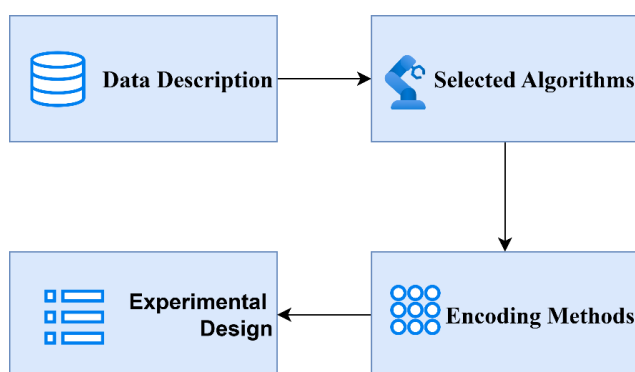 Data Description
Selected Algorithms
Encoding Methods
Experimental
Design